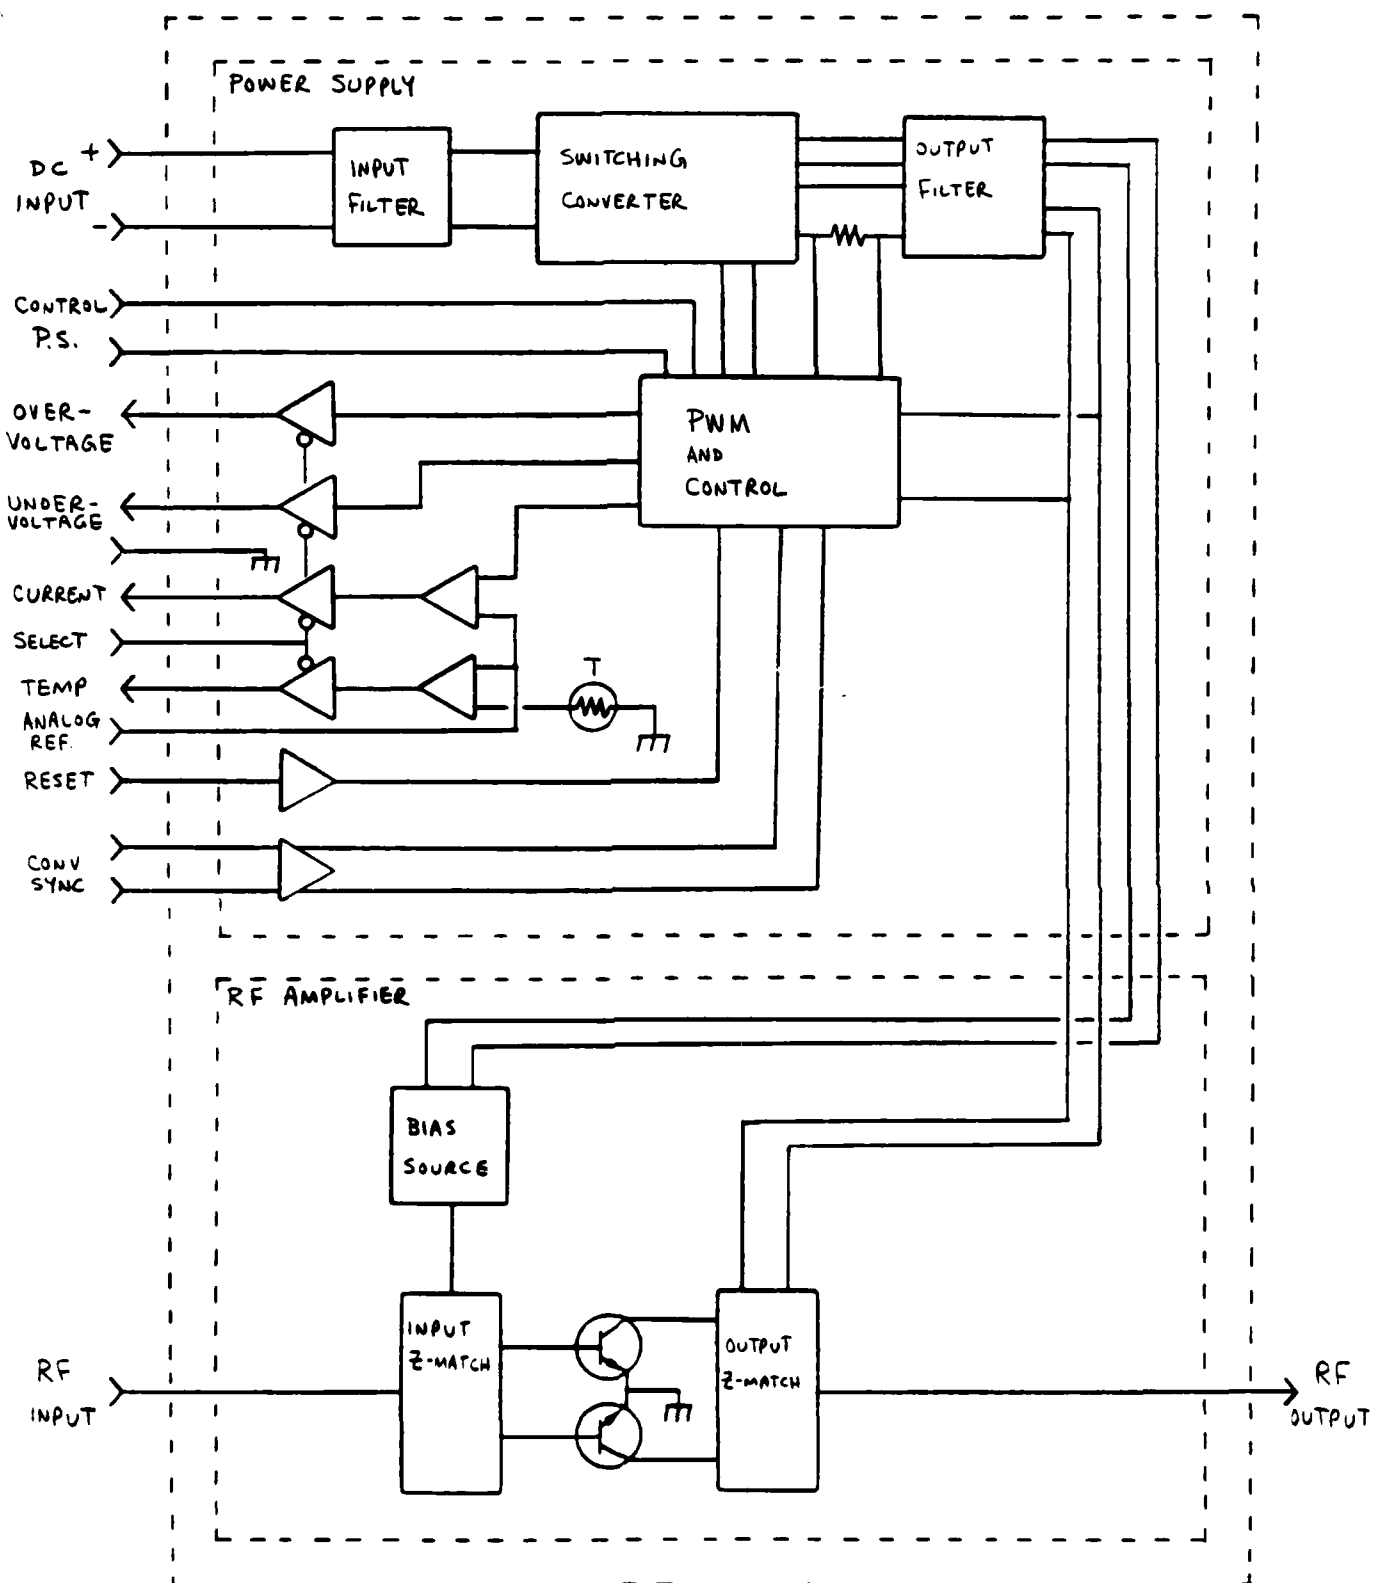 POWER SUPPLY
DC
INPUT
+
-
INPUT
FILTER
SWITCHING
CONVERTER
OUTPUT
FILTER
CONTROL
P.S.
OVER-
VOLTAGE
UNDER-
VOLTAGE
CURRENT
SELECT
TEMP
ANALOG
REF.
RESET
CONV
SYNC
PWM
AND
CONTROL
T
RF AMPLIFIER
BIAS
SOURCE
RF
INPUT
INPUT
Z-MATCH
OUTPUT
Z-MATCH
RF
OUTPUT